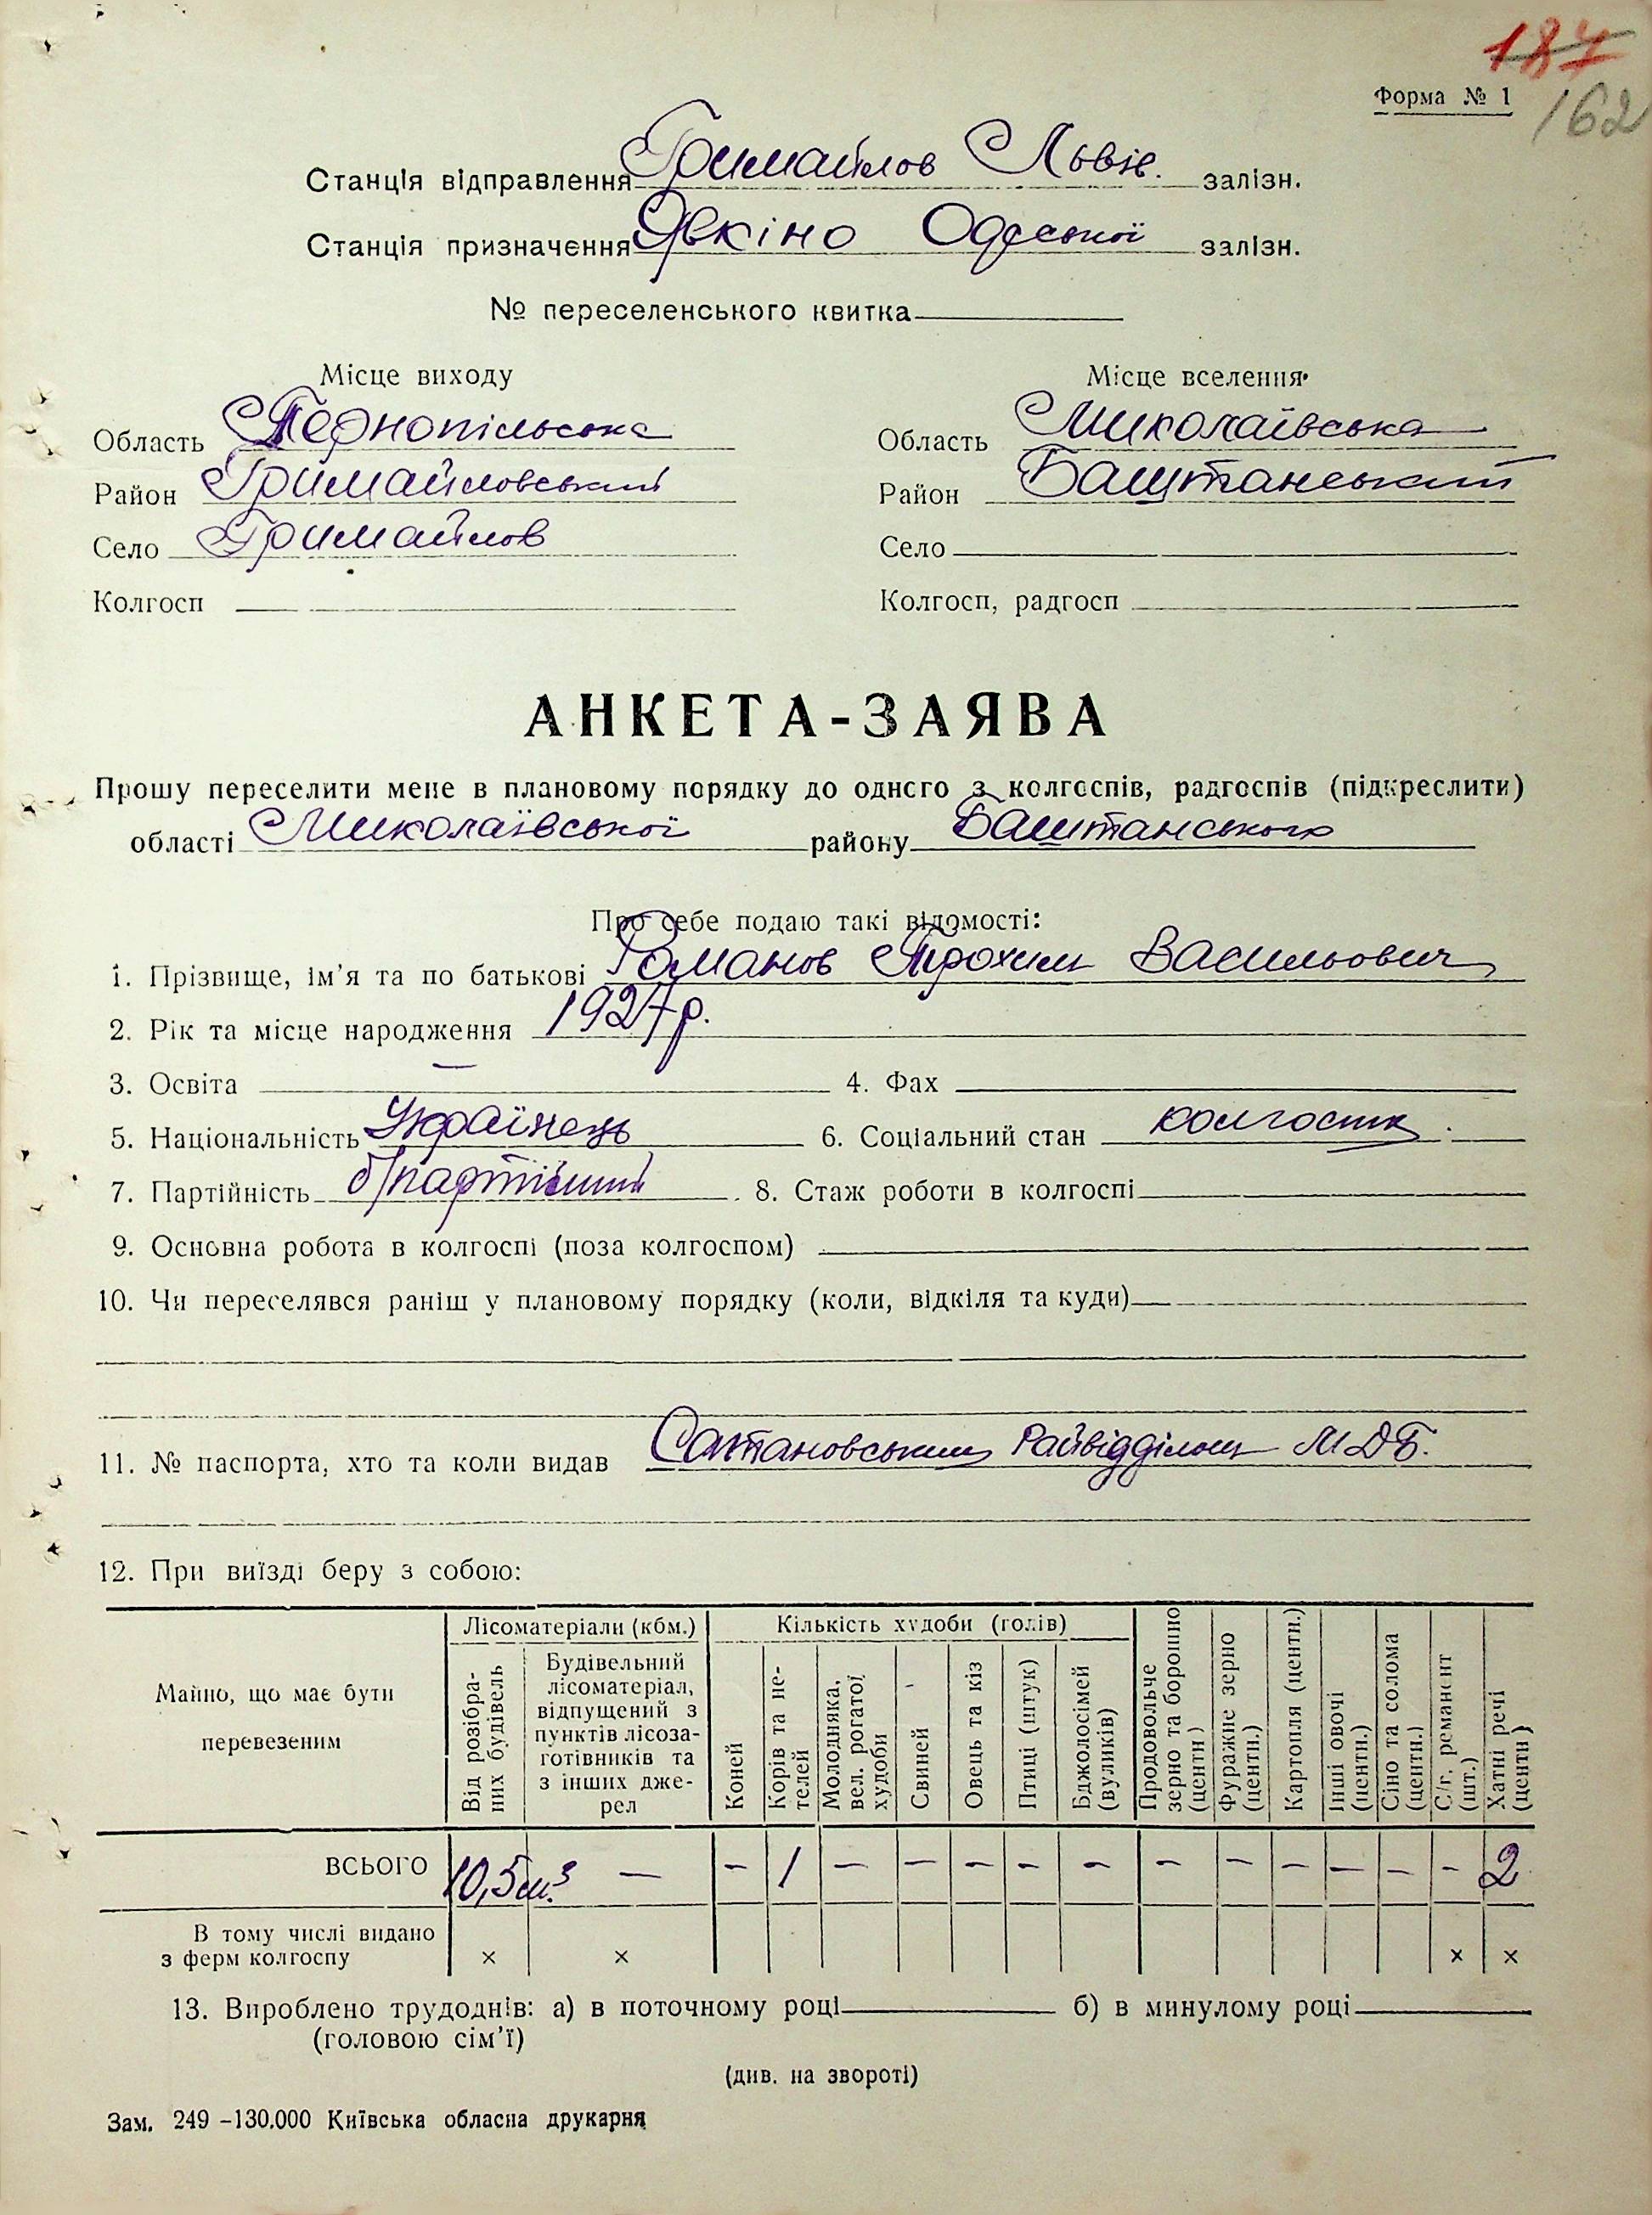 187
Форма № 1
162
Станція відправлення Гримайлов Львів. залізн.
Станція призначення Явкіно Одеської залізн.
№ переселенського квитка
Місце виходу
Місце вселення
Область Тернопільська
Область Миколаївська
Район Гримайловський
Район Баштанський
Село Гримайлов
Село
Колгосп
Колгосп, радгосп
АНКЕТА-ЗАЯВА
Прошу переселити мене в плановому порядку до одного з колгоспів, радгоспів (підкреслити)
області Миколаївської району Баштанського
Про себе подаю такі відомості:
1. Прізвище, ім'я та по батькові Романов Трохим Васильович
2. Рік та місце народження 1927 р.
3. Освіта — 4. Фах
5. Національність Українець 6. Соціальний стан колгоспн.
7. Партійність б/партійний 8. Стаж роботи в колгоспі
9. Основна робота в колгоспі (поза колгоспом)
10. Чи переселявся раніш у плановому порядку (коли, відкіля та куди)
11. № паспорта, хто та коли видав Сатановським Райвідділом МДБ.
12. При виїзді беру з собою:
Майно, що має бути перевезеним
Лісоматеріали (кбм.)
Кількість худоби (голів)
Від розібраних будівель
Будівельний лісоматеріал, відпущений з пунктів лісозаготівників та з інших джерел
Коней
Корів та нетелей
Молодняка, вел. рогатої худоби
Свиней
Овець та кіз
Птиці (штук)
Бджолосімей (вуликів)
Продовольче зерно та борошно (центн)
Фуражне зерно (центн.)
Картопля (центн.)
Інші овочі (центн.)
Сіно та солома (центн.)
С/г. реманент (шт.)
Хатні речі (центн)
ВСЬОГО 10,5 м.³ — – 1 – – – – – – – – – – – 2
В тому числі видано
з ферм колгоспу × × × ×
13. Вироблено трудоднів: а) в поточному році б) в минулому році
(головою сім'ї)
(див. на звороті)
Зам. 249 –130.000 Київська обласна друкарня